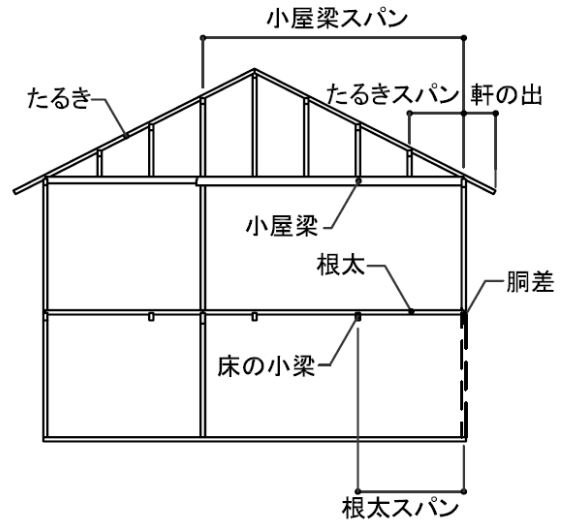 小屋梁スパン
たるき
たるきスパン
軒の出
小屋梁
根太
胴差
床の小梁
根太スパン